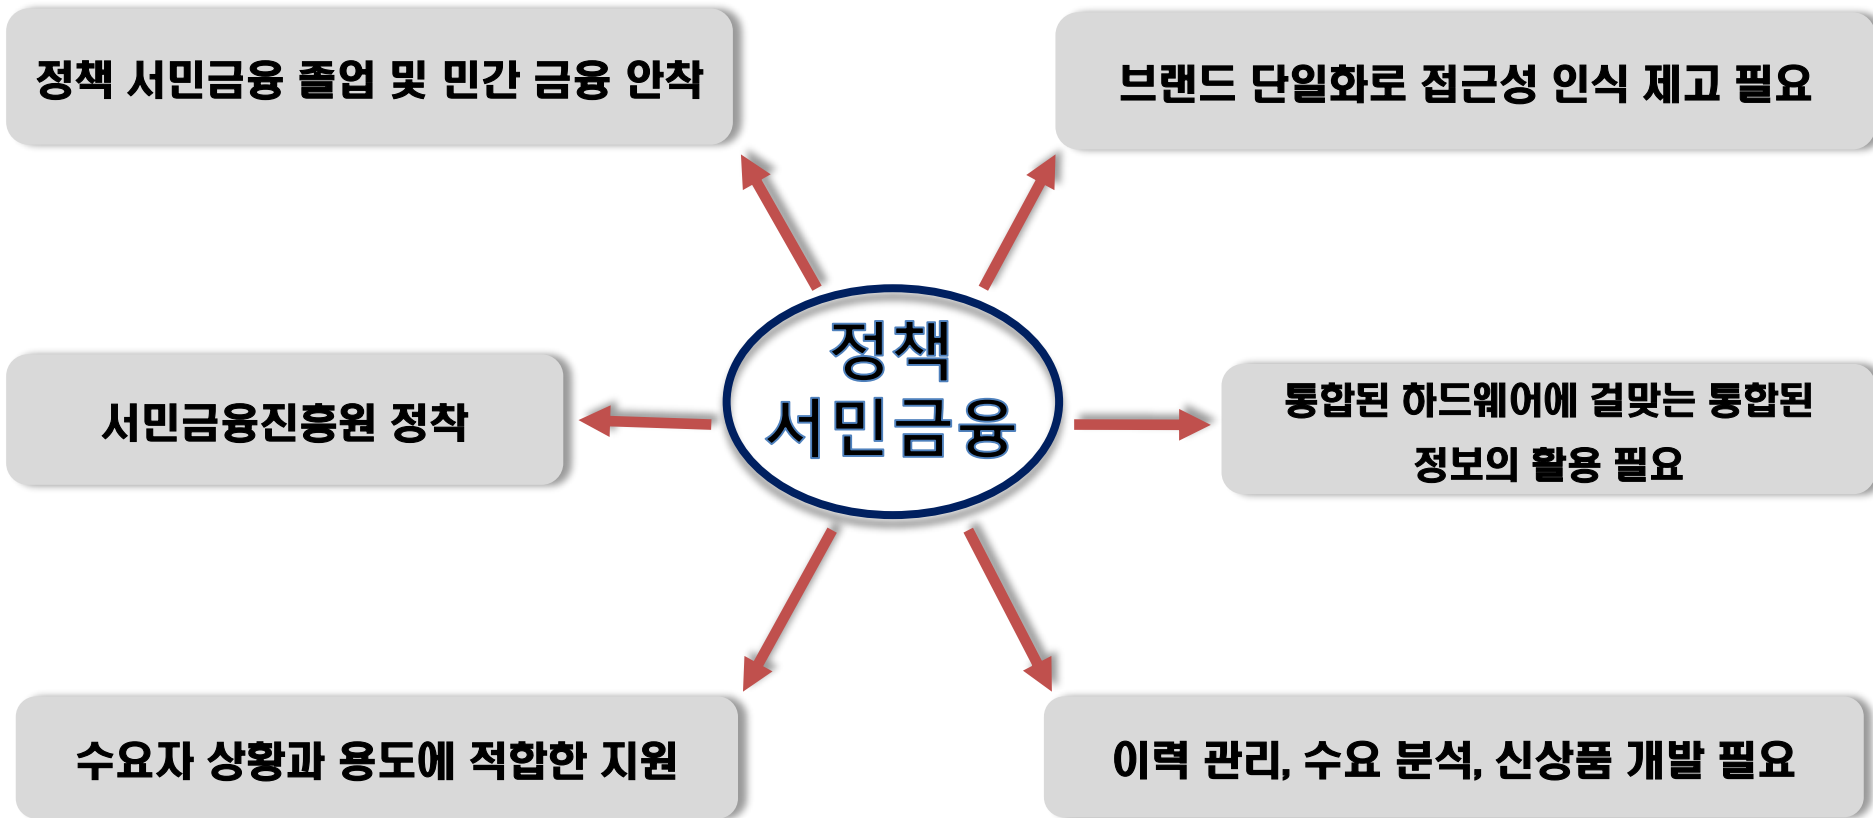 정책 서민금융 졸업 및 민간 금융 안착
브랜드 단일화로 접근성 인식 제고 필요
정책
서민금융
서민금융진흥원 정착
통합된 하드웨어에 걸맞는 통합된
정보의 활용 필요
수요자 상황과 용도에 적합한 지원
이력 관리, 수요 분석, 신상품 개발 필요